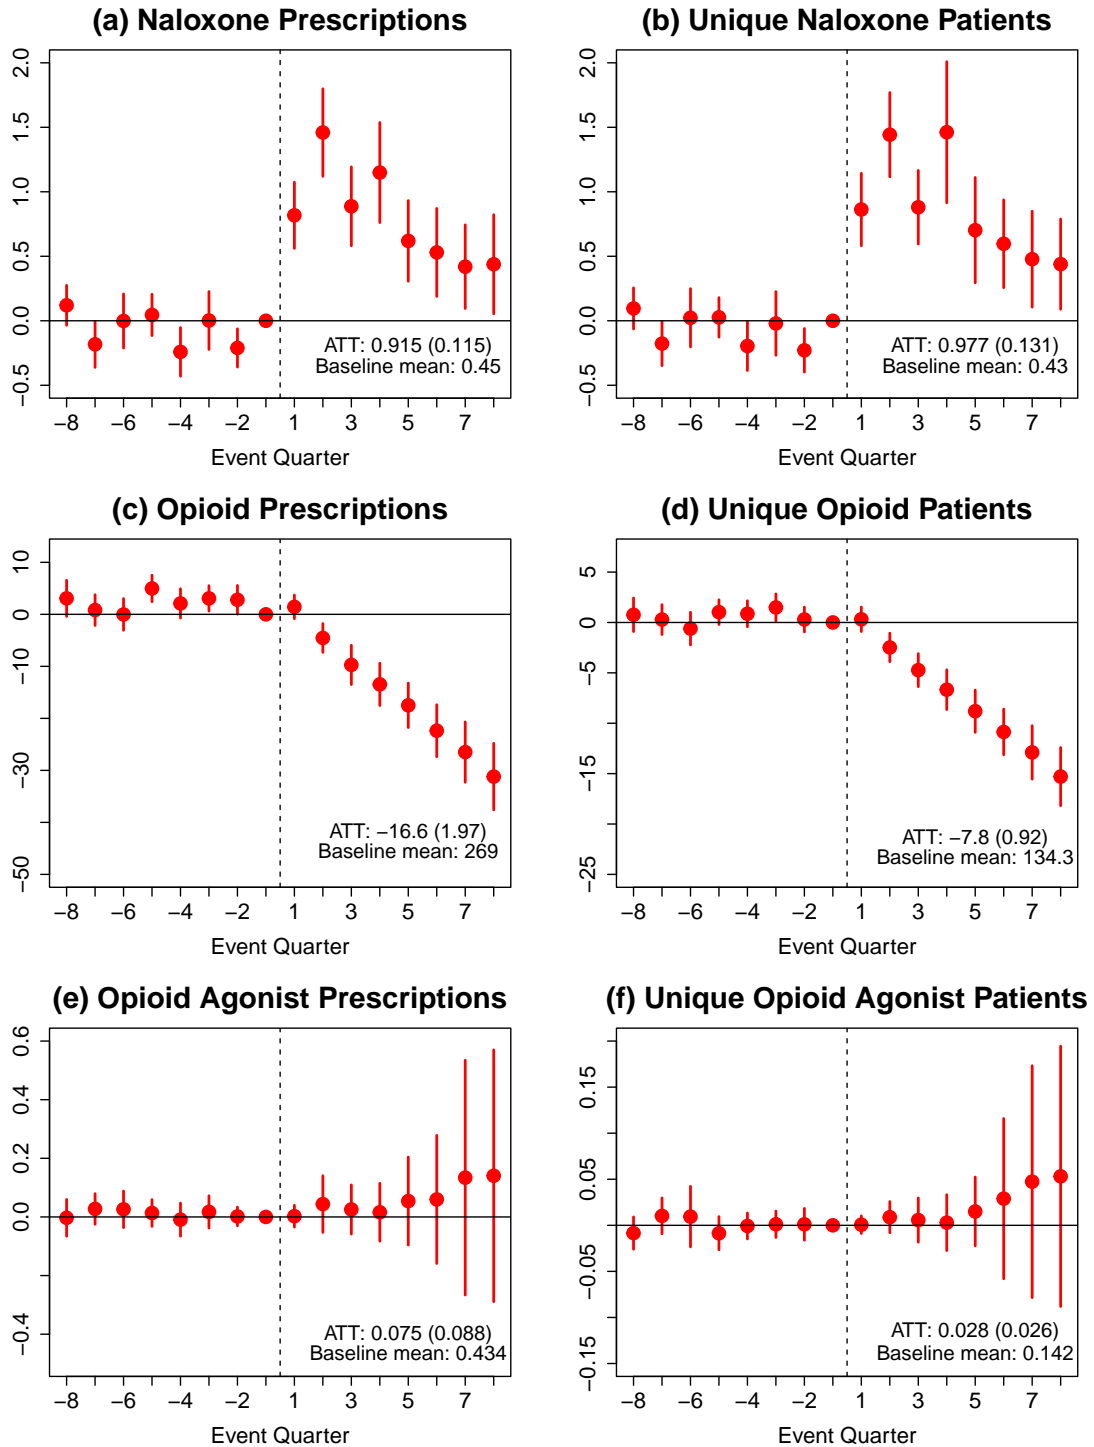 (a) Naloxone Prescriptions
2.0
1.5
1.0
0.5
0.0
−0.5
ATT: 0.915 (0.115)
Baseline mean: 0.45
−8 −6 −4 −2 1 3 5 7
Event Quarter
(b) Unique Naloxone Patients
2.0
1.5
1.0
0.5
0.0
−0.5
ATT: 0.977 (0.131)
Baseline mean: 0.43
−8 −6 −4 −2 1 3 5 7
Event Quarter
(c) Opioid Prescriptions
10
0
−10
−30
−50
ATT: −16.6 (1.97)
Baseline mean: 269
−8 −6 −4 −2 1 3 5 7
Event Quarter
(d) Unique Opioid Patients
5
0
−5
−15
−25
ATT: −7.8 (0.92)
Baseline mean: 134.3
−8 −6 −4 −2 1 3 5 7
Event Quarter
(e) Opioid Agonist Prescriptions
0.6
0.4
0.2
0.0
−0.4
ATT: 0.075 (0.088)
Baseline mean: 0.434
−8 −6 −4 −2 1 3 5 7
Event Quarter
(f) Unique Opioid Agonist Patients
0.15
0.05
−0.05
−0.15
ATT: 0.028 (0.026)
Baseline mean: 0.142
−8 −6 −4 −2 1 3 5 7
Event Quarter